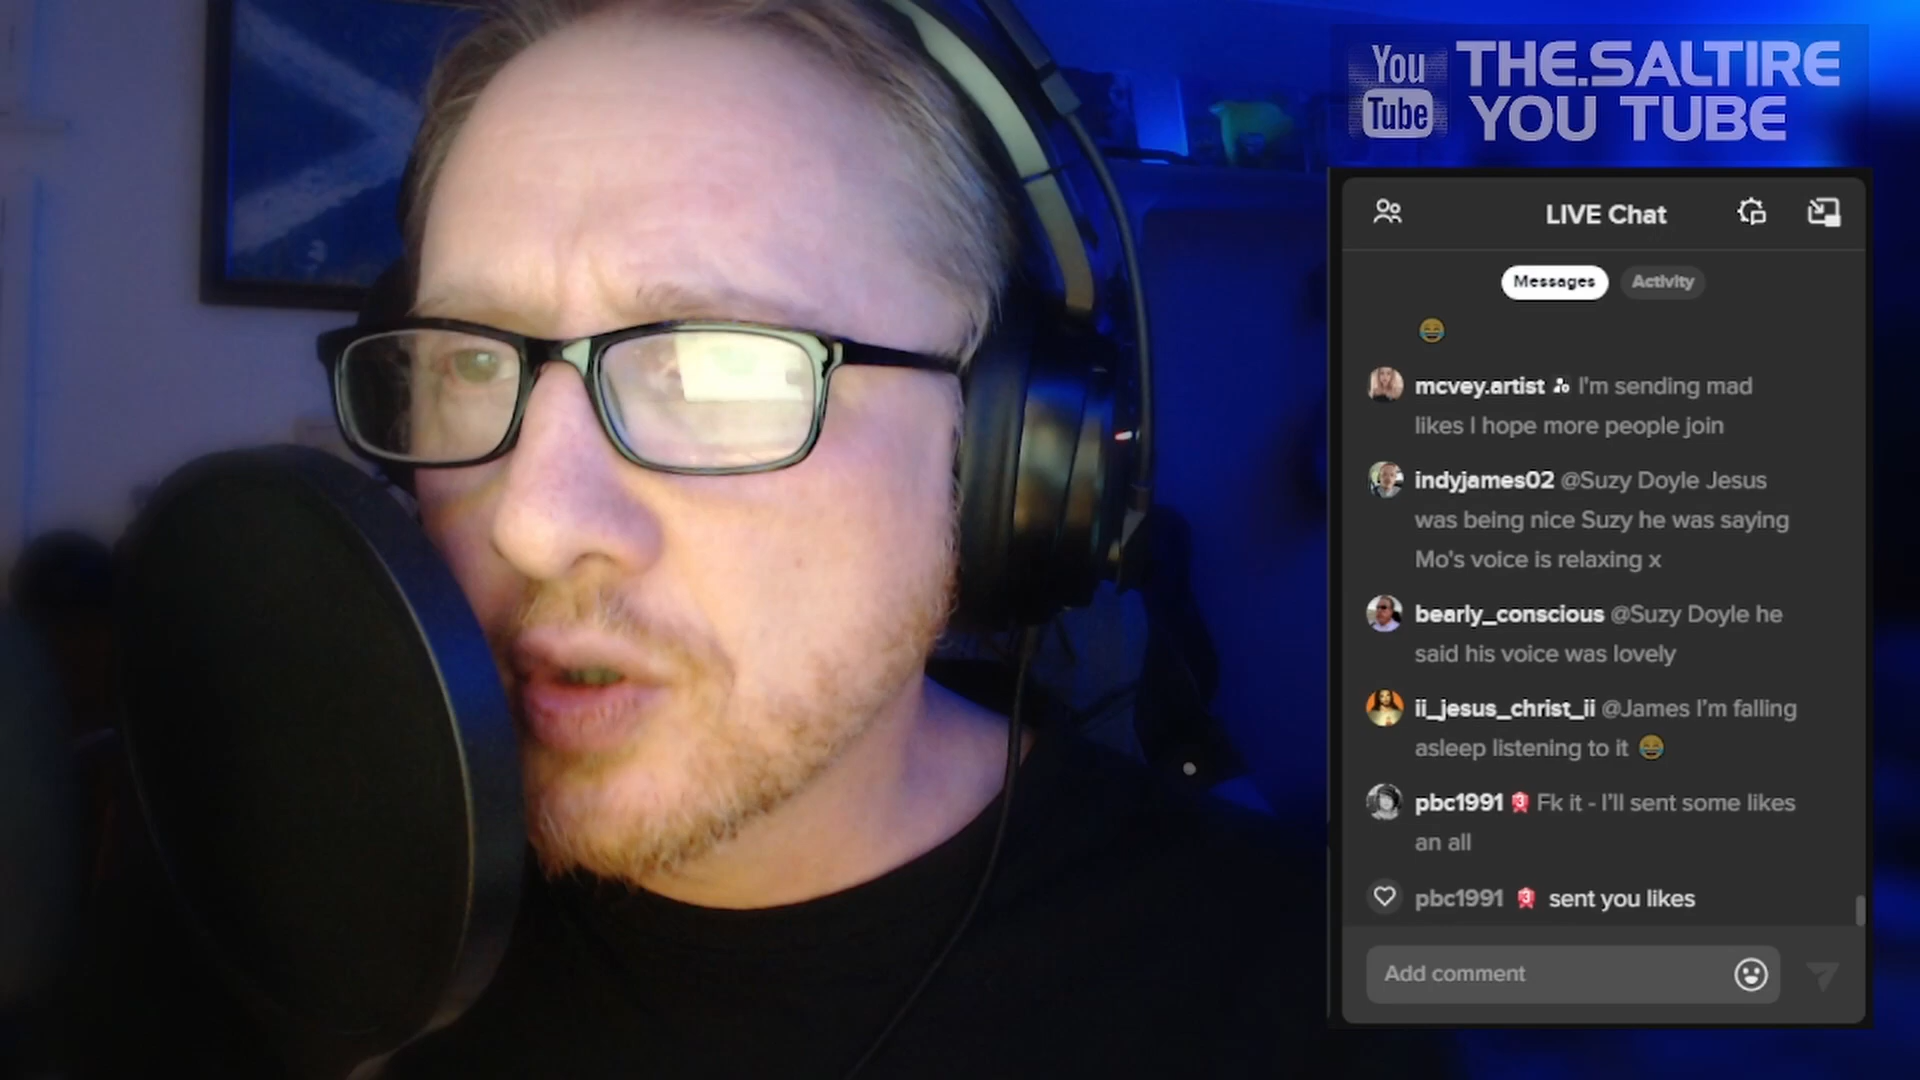 You
Tube
THE.SALTIRE
YOU TUBE
LIVE Chat
Messages Activity
😂
mcvey.artist I'm sending mad
likes I hope more people join
indyjames02 @Suzy Doyle Jesus
was being nice Suzy he was saying
Mo's voice is relaxing x
bearly_conscious @Suzy Doyle he
said his voice was lovely
ii_jesus_christ_ii @James I'm falling
asleep listening to it 😂
pbc1991 3 Fk it - I'll sent some likes
an all
pbc1991 3 sent you likes
Add comment